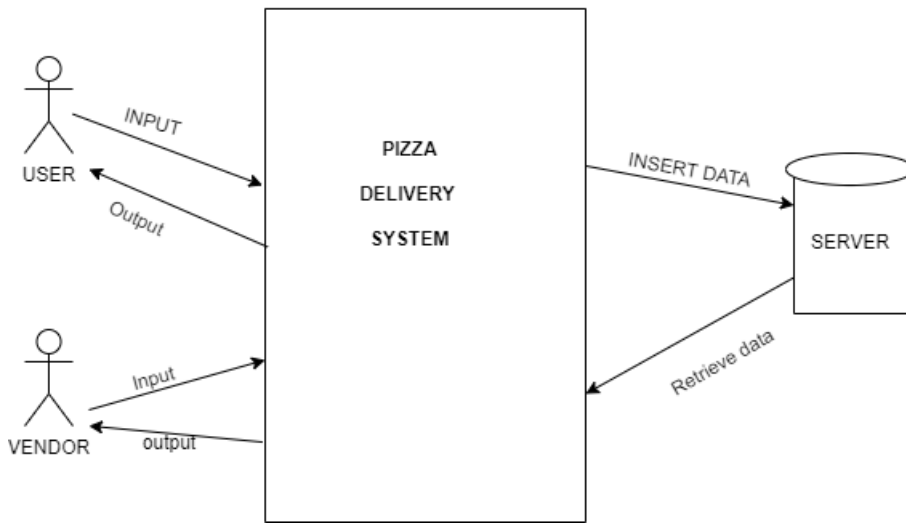 INPUT
USER
Output
PIZZA
DELIVERY
SYSTEM
INSERT DATA
SERVER
Retrieve data
Input
VENDOR
output